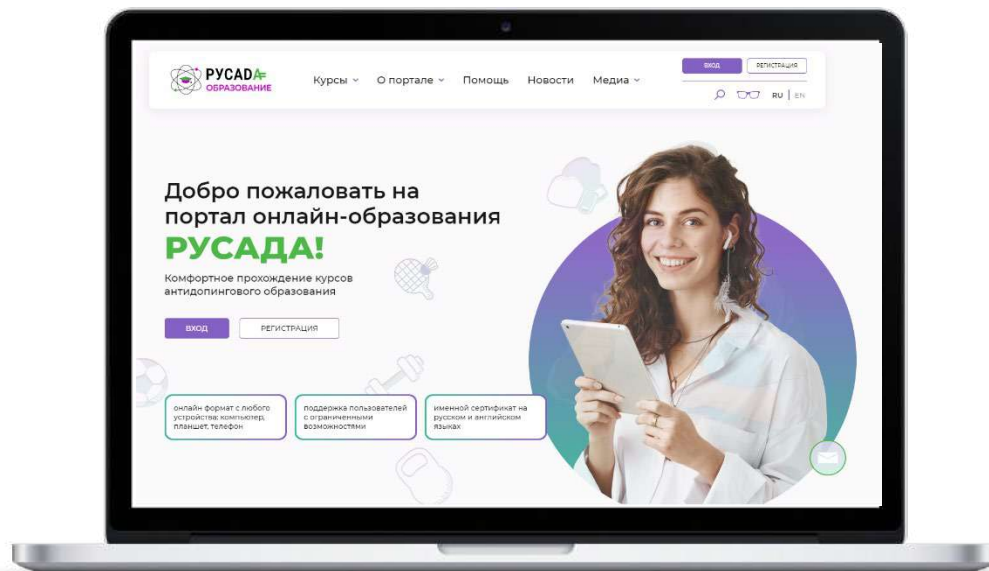 РУСАДА
ОБРАЗОВАНИЕ
Курсы
О портале
Помощь
Новости
Медиа
ВХОД
РЕГИСТРАЦИЯ
RU | EN
Добро пожаловать на
портал онлайн-образования
РУСАДА!
Комфортное прохождение курсов
антидопингового образования
ВХОД
РЕГИСТРАЦИЯ
онлайн формат с любого
устройства: компьютер,
планшет, телефон
поддержка пользователей
с ограниченными
возможностями
именной сертификат на
русском и английском
языках